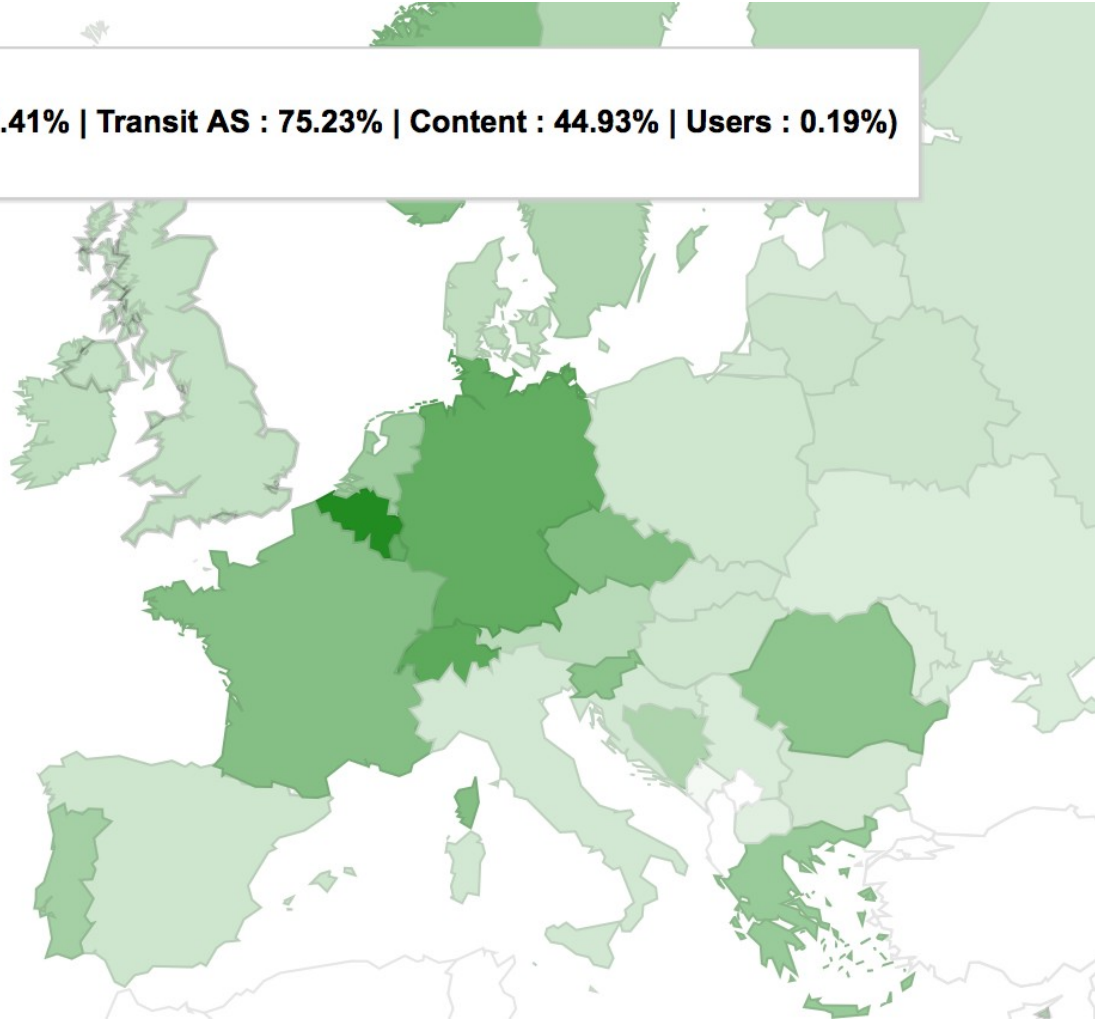 .41% | Transit AS : 75.23% | Content : 44.93% | Users : 0.19%)